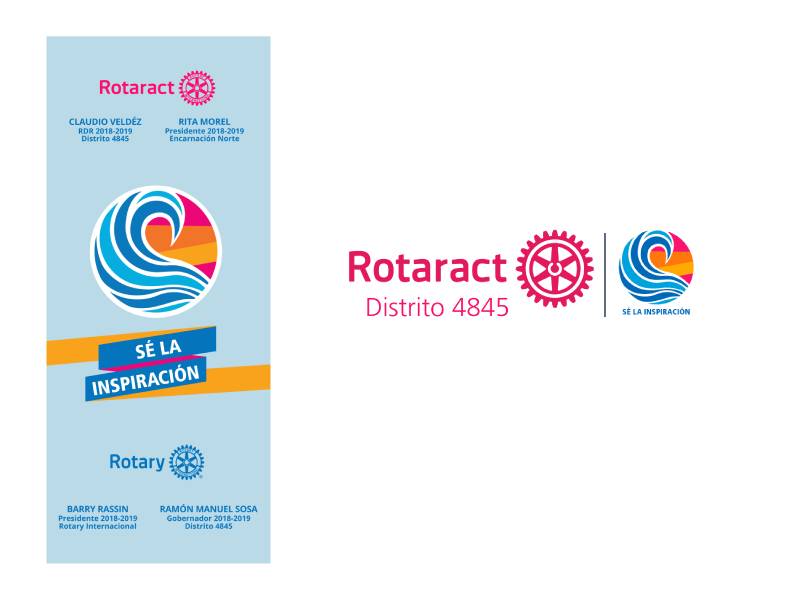 Rotaract
CLAUDIO VELDÉZ
RDR 2018-2019
Distrito 4845
RITA MOREL
Presidente 2018-2019
Encarnación Norte
SÉ LA
INSPIRACIÓN
Rotary
BARRY RASSIN
Presidente 2018-2019
Rotary Internacional
RAMÓN MANUEL SOSA
Gobernador 2018-2019
Distrito 4845
Rotaract
Distrito 4845
SÉ LA INSPIRACIÓN